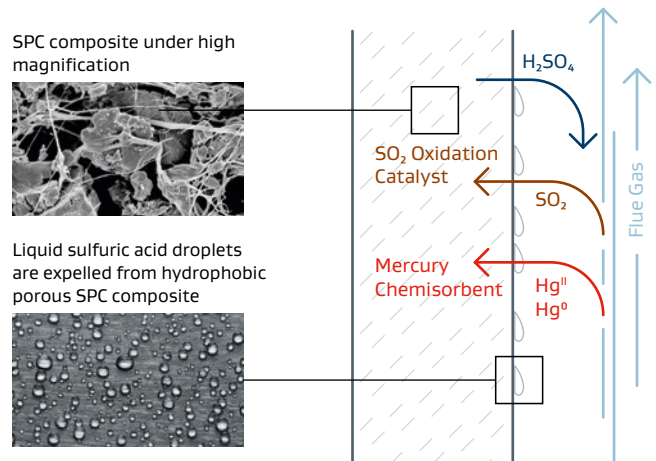 SPC composite under high
magnification
Liquid sulfuric acid droplets
are expelled from hydrophobic
porous SPC composite
H₂SO₄
SO₂ Oxidation
Catalyst
SO₂
Mercury
Chemisorbent
Hgᴵᴵ
Hg⁰
Flue Gas